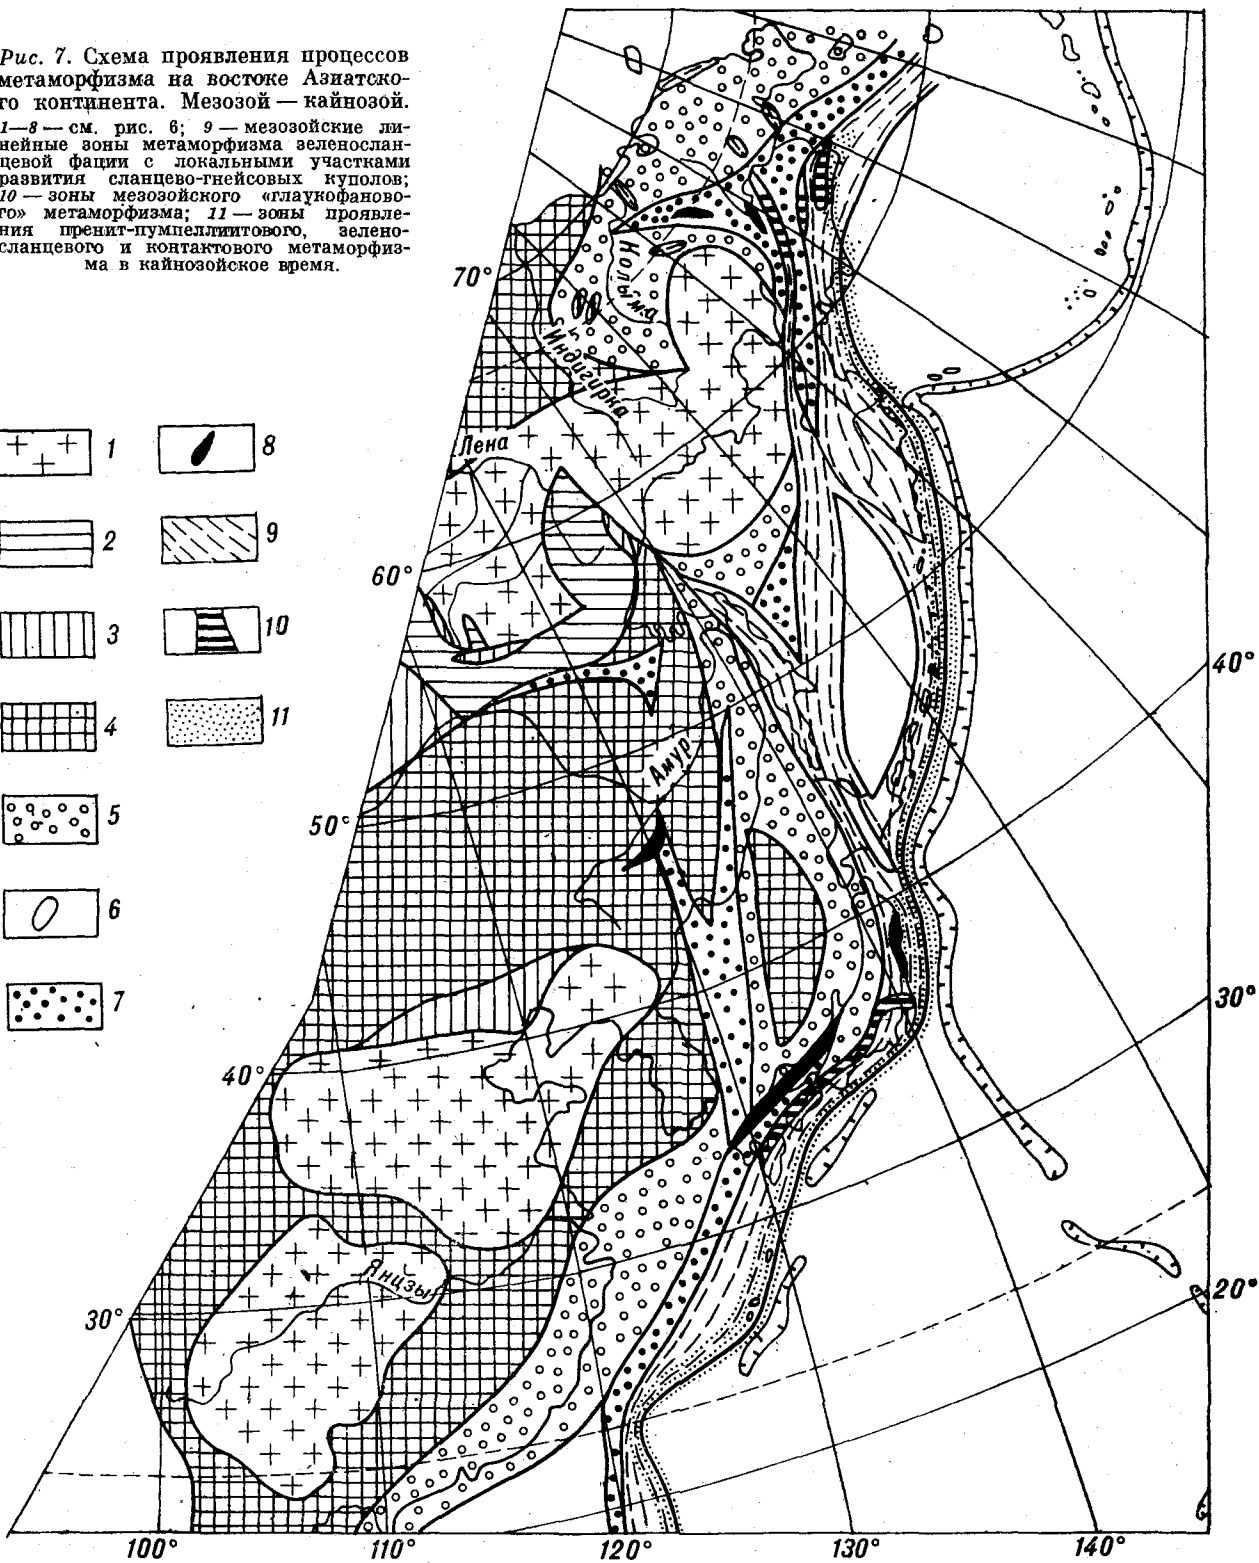 Рис. 7. Схема проявления процессов
метаморфизма на востоке Азиатско-
го континента. Мезозой — кайнозой.
1—8 — см. рис. 6; 9 — мезозойские ли-
нейные зоны метаморфизма зеленослан-
цевой фации с локальными участками
развития сланцево-гнейсовых куполов;
10 — зоны мезозойского «глаукофаново-
го» метаморфизма; 11 — зоны проявле-
ния пренит-пумпеллиитового, зелено-
сланцевого и контактового метаморфиз-
ма в кайнозойское время.
70°
Колыма
Индигирка
Лена
1
8
2
9
60°
3
10
40°
4
11
Амур
5
50°
6
7
30°
40°
Янцзы
20°
30°
100°
110°
120°
130°
140°